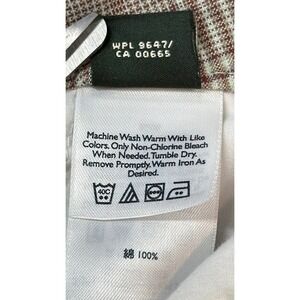 WPL 9647/
CA 00665
Machine Wash Warm With Like
Colors. Only Non-Chlorine Bleach
When Needed. Tumble Dry.
Remove Promptly. Warm Iron As
Desired.
40C
綿 100%